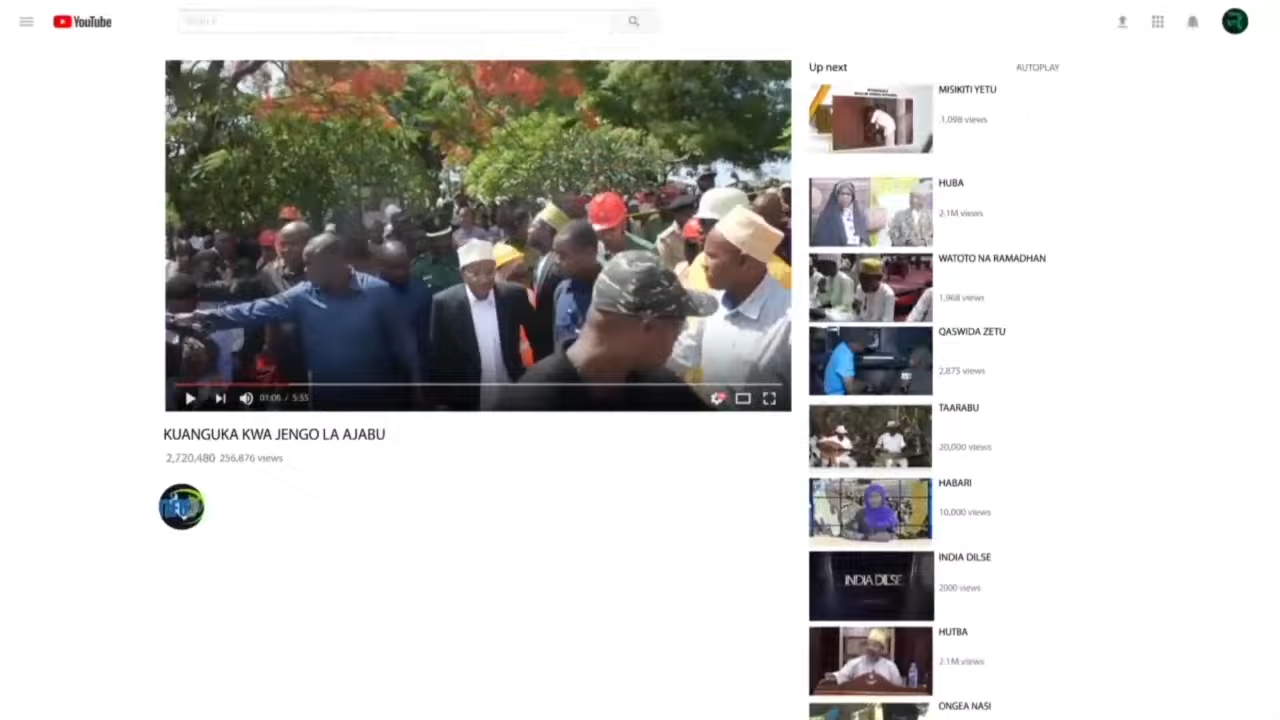 YouTube
Up next
AUTOPLAY
01:06 / 5:55
KUANGUKA KWA JENGO LA AJABU
2,720,480 256,876 views
MISIKITI YETU
1,098 views
HUBA
2.1M views
WATOTO NA RAMADHAN
1,968 views
QASWIDA ZETU
2,875 views
TAARABU
20,000 views
HABARI
10,000 views
INDIA DILSE
INDIA DILSE
2000 views
HUTBA
2.1M views
ONGEA NASI